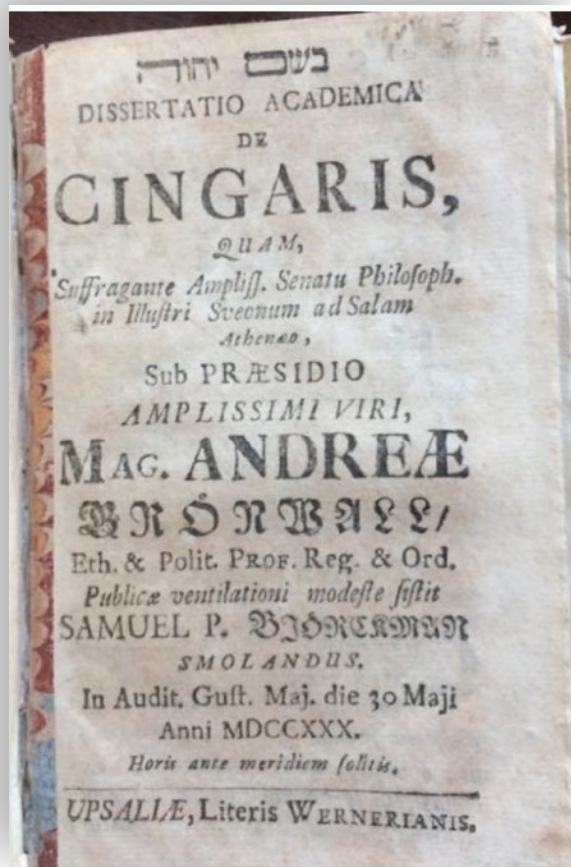 בשם יהוה
DISSERTATIO ACADEMICA
DE
CINGARIS,
QUAM,
Suffragante Ampliſſ. Senatu Philoſoph.
in Illuſtri Sveonum ad Salam
Athenæo,
Sub PRÆSIDIO
AMPLISSIMI VIRI,
MAG. ANDREÆ
GRÖNWALL/
Eth. & Polit. PROF. Reg. & Ord.
Publicæ ventilationi modeſte ſiſtit
SAMUEL P. BJÖRCKMAN
SMOLANDUS.
In Audit. Guſt. Maj. die 30 Maji
Anni MDCCXXX.
Horis ante meridiem ſolitis.
UPSALIÆ, Literis WERNERIANIS.